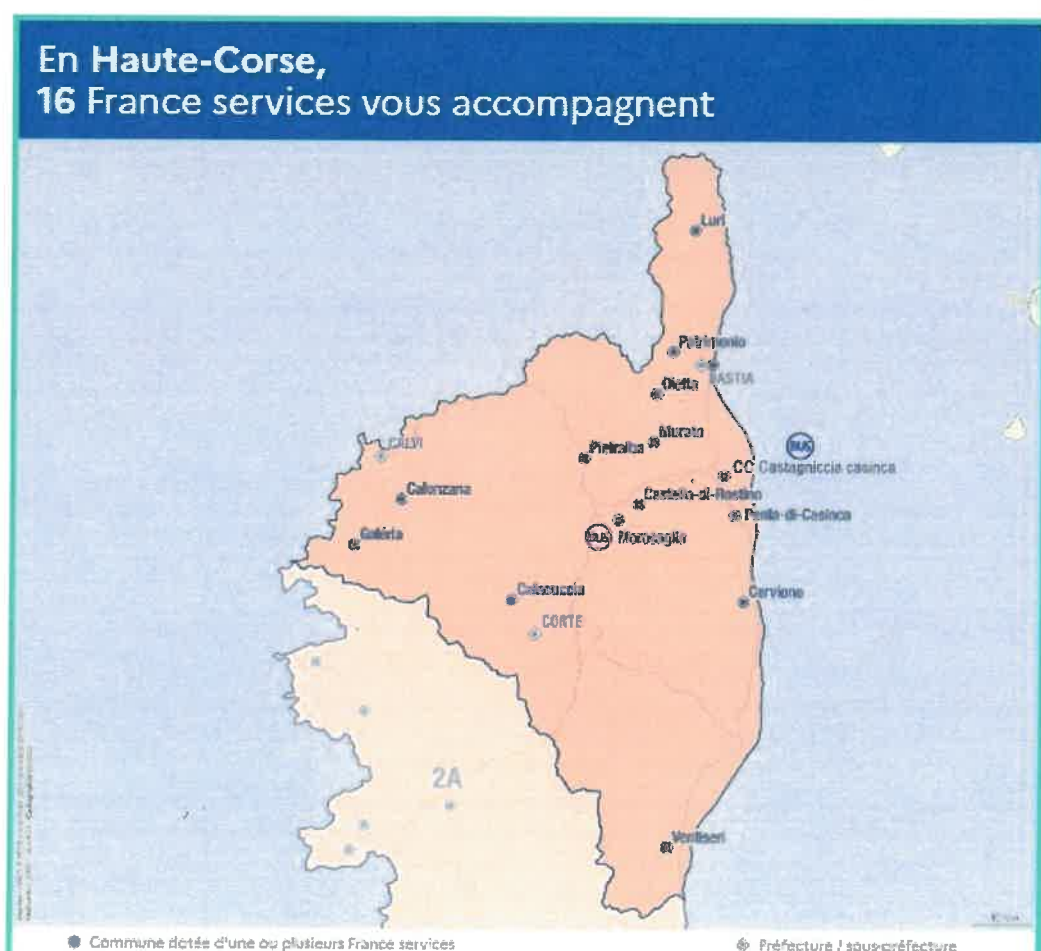 En Haute-Corse,
16 France services vous accompagnent
Luri
Patrimonio
BASTIA
Oletta
Murato
Pietralba
CALVI
BUS
CC Castagniccia casinca
Calenzana
Castello-di-Rostino
Penta-di-Casinca
Galéria
BUS
Morosaglia
Calacuccia
Cervione
CORTE
2A
Ventiseri
Commune dotée d'une ou plusieurs France services
Préfecture / sous-préfecture